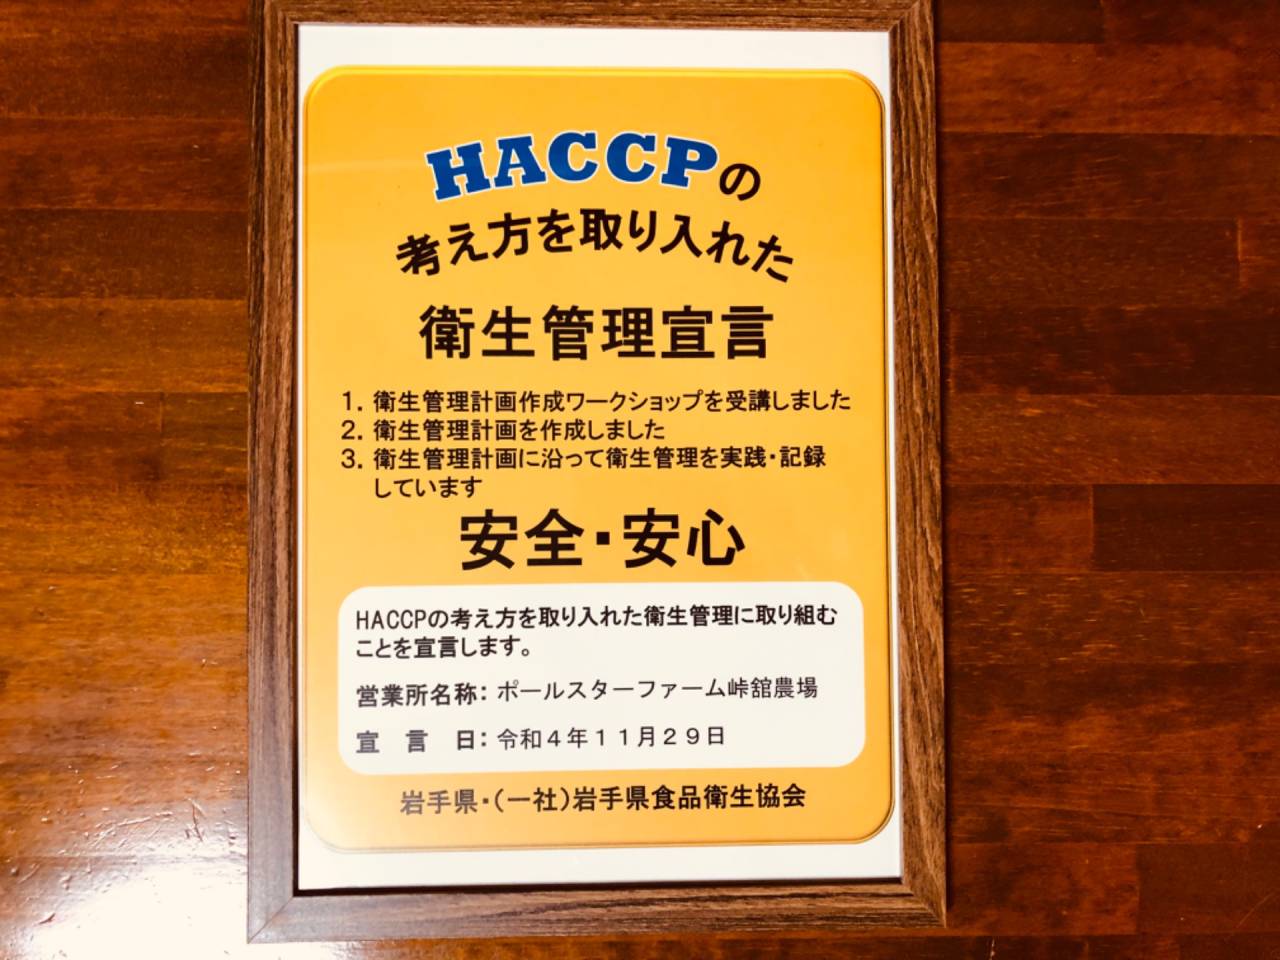 HACCPの
考え方を取り入れた
衛生管理宣言
1. 衛生管理計画作成ワークショップを受講しました
2. 衛生管理計画を作成しました
3. 衛生管理計画に沿って衛生管理を実践・記録
しています
安全・安心
HACCPの考え方を取り入れた衛生管理に取り組む
ことを宣言します。
営業所名称: ポールスターファーム峠舘農場
宣 言 日: 令和４年１１月２９日
岩手県・(一社)岩手県食品衛生協会